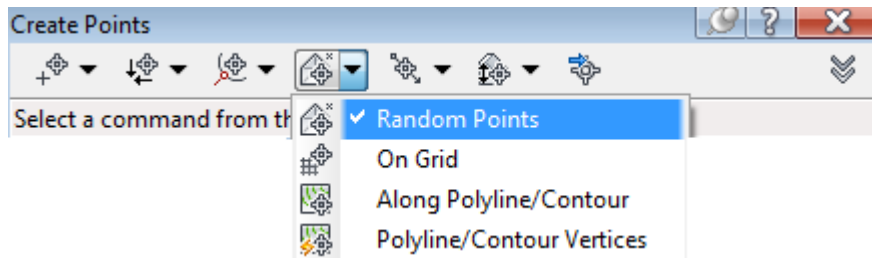 Create Points
Select a command from th
Random Points
On Grid
Along Polyline/Contour
Polyline/Contour Vertices